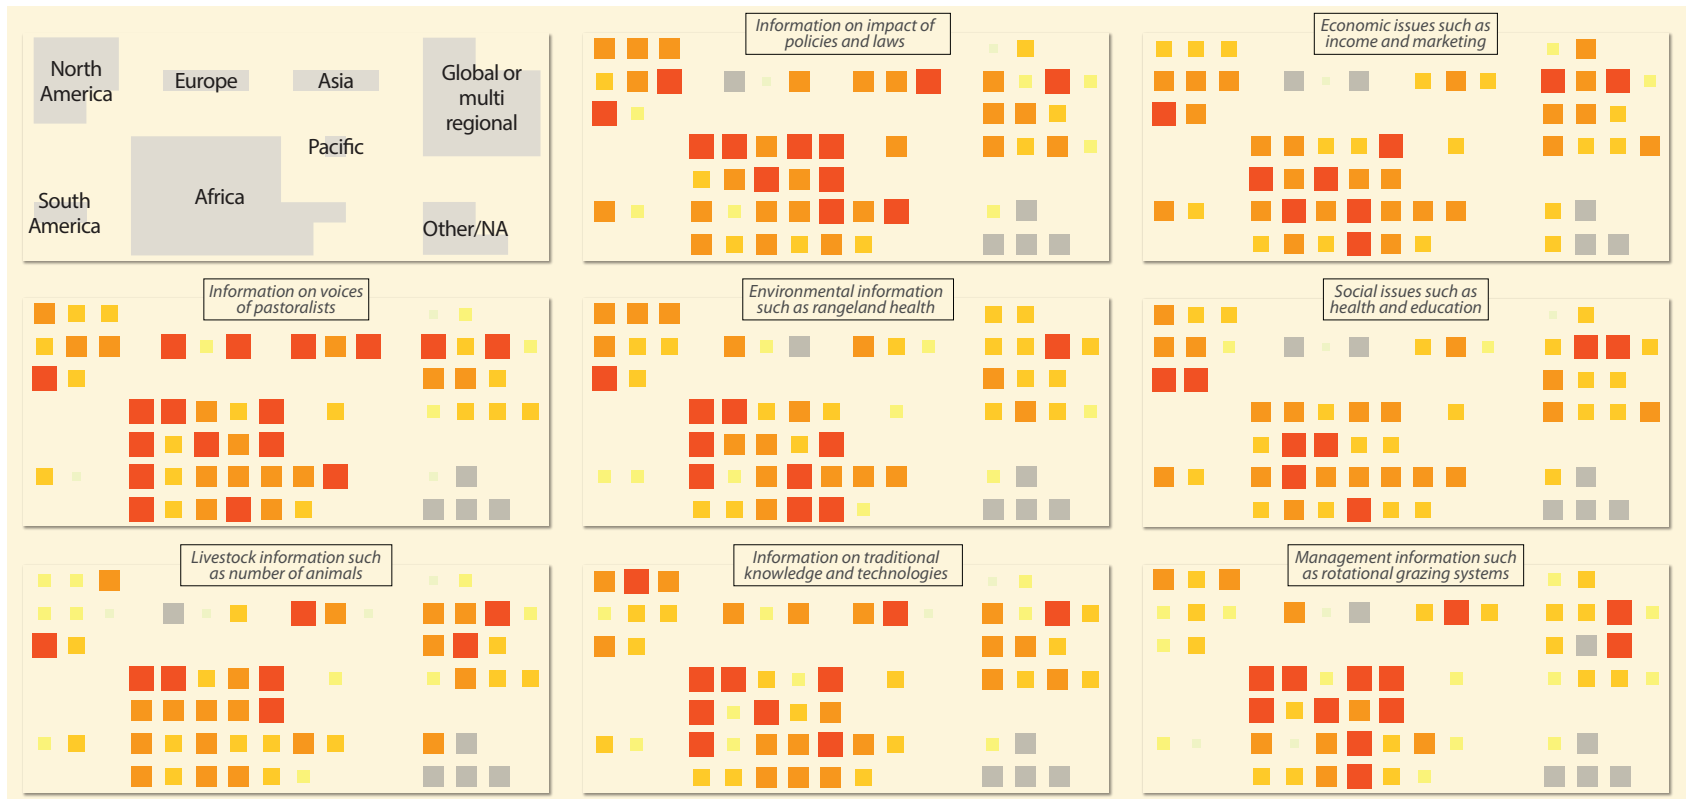 North
America
Europe
Asia
Global or
multi
regional
Pacific
Africa
South
America
Other/NA
Information on impact of
policies and laws
Economic issues such as
income and marketing
Information on voices
of pastoralists
Environmental information
such as rangeland health
Social issues such as
health and education
Livestock information such
as number of animals
Information on traditional
knowledge and technologies
Management information such
as rotational grazing systems